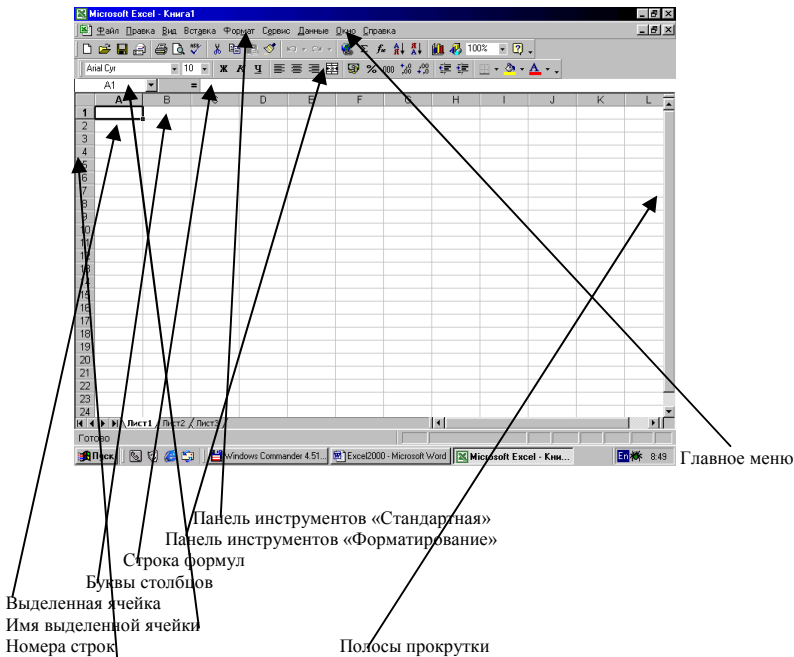 Microsoft Excel - Книга1
Файл Правка Вид Вставка Формат Сервис Данные Окно Справка
100%
Arial Cyr 10 Ж К Ч % 000
A1 =
A B C D E F G H I J K L
1
2
3
4
5
6
7
8
9
10
11
12
13
14
15
16
17
18
19
20
21
22
23
24
Лист1 Лист2 Лист3
Готово
Пуск Windows Commander 4.51... Excel2000 - Microsoft Word Microsoft Excel - Кни... En 8:49
Главное меню
Панель инструментов «Стандартная»
Панель инструментов «Форматирование»
Строка формул
Буквы столбцов
Выделенная ячейка
Имя выделенной ячейки
Номера строк Полосы прокрутки